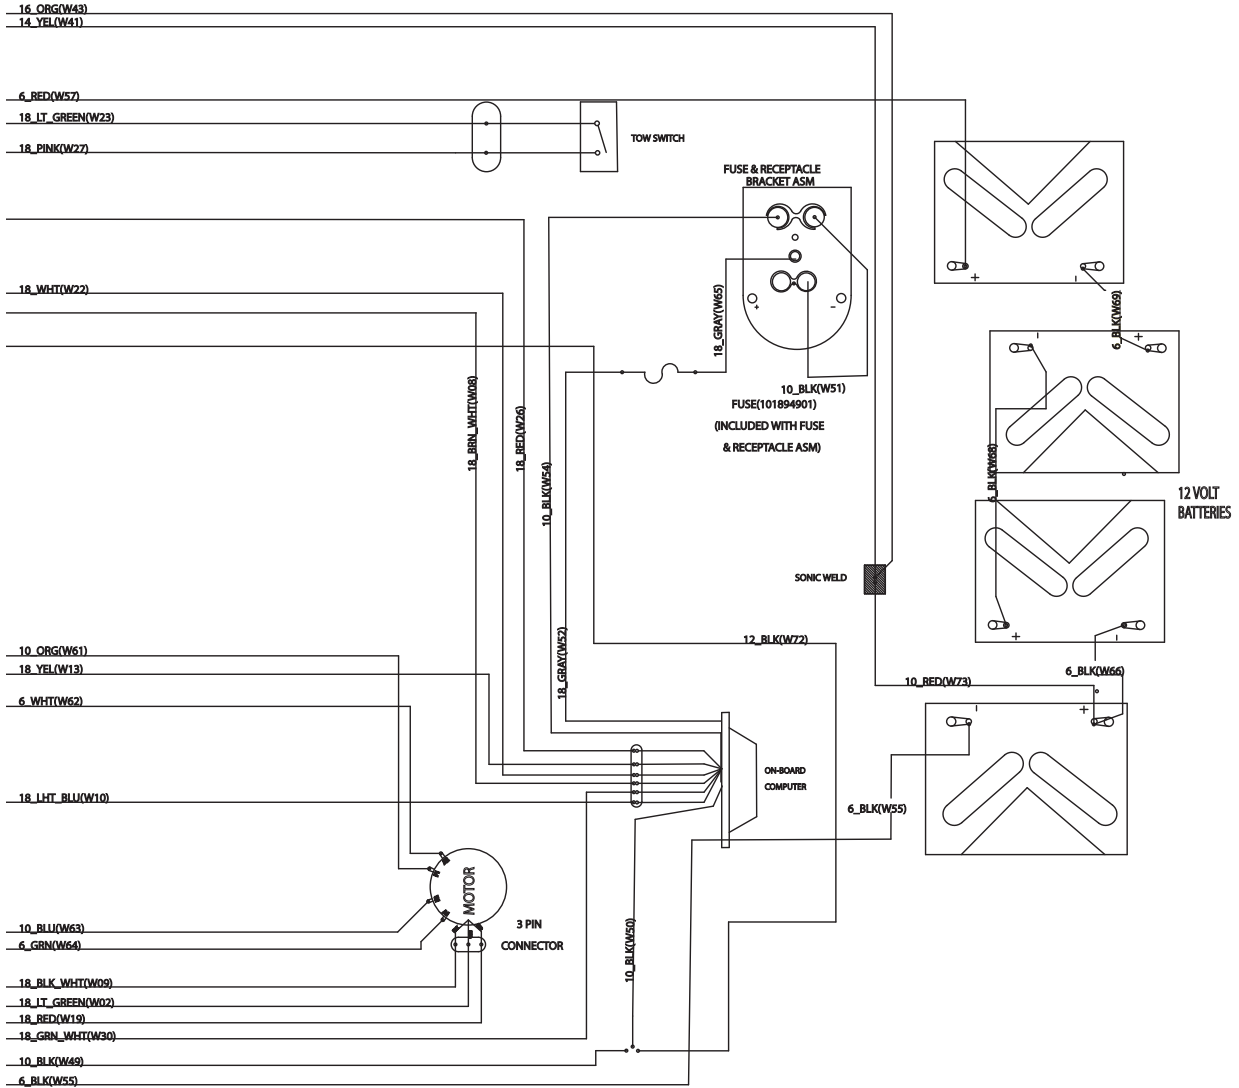 16_ORG(W43)
14_YEL(W41)
6_RED(W57)
18_LT_GREEN(W23)
18_PINK(W27)
TOW SWITCH
FUSE & RECEPTACLE
BRACKET ASM
+
-
18_WHT(W22)
18_GRAY(W65)
10_BLK(W51)
FUSE(101894901)
(INCLUDED WITH FUSE
& RECEPTACLE ASM)
18_BRN_WHT(W08)
18_RED(W26)
10_BLK(W54)
+
-
6_BLK(W69)
-
+
6_BLK(W68)
12 VOLT
BATTERIES
SONIC WELD
+
-
18_GRAY(W52)
12_BLK(W72)
6_BLK(W66)
10_RED(W73)
-
+
10_ORG(W61)
18_YEL(W13)
6_WHT(W62)
ON-BOARD
COMPUTER
6_BLK(W55)
18_LHT_BLU(W10)
MOTOR
3 PIN
CONNECTOR
10_BLU(W63)
6_GRN(W64)
10_BLK(W50)
18_BLK_WHT(W09)
18_LT_GREEN(W02)
18_RED(W19)
18_GRN_WHT(W30)
10_BLK(W49)
6_BLK(W55)